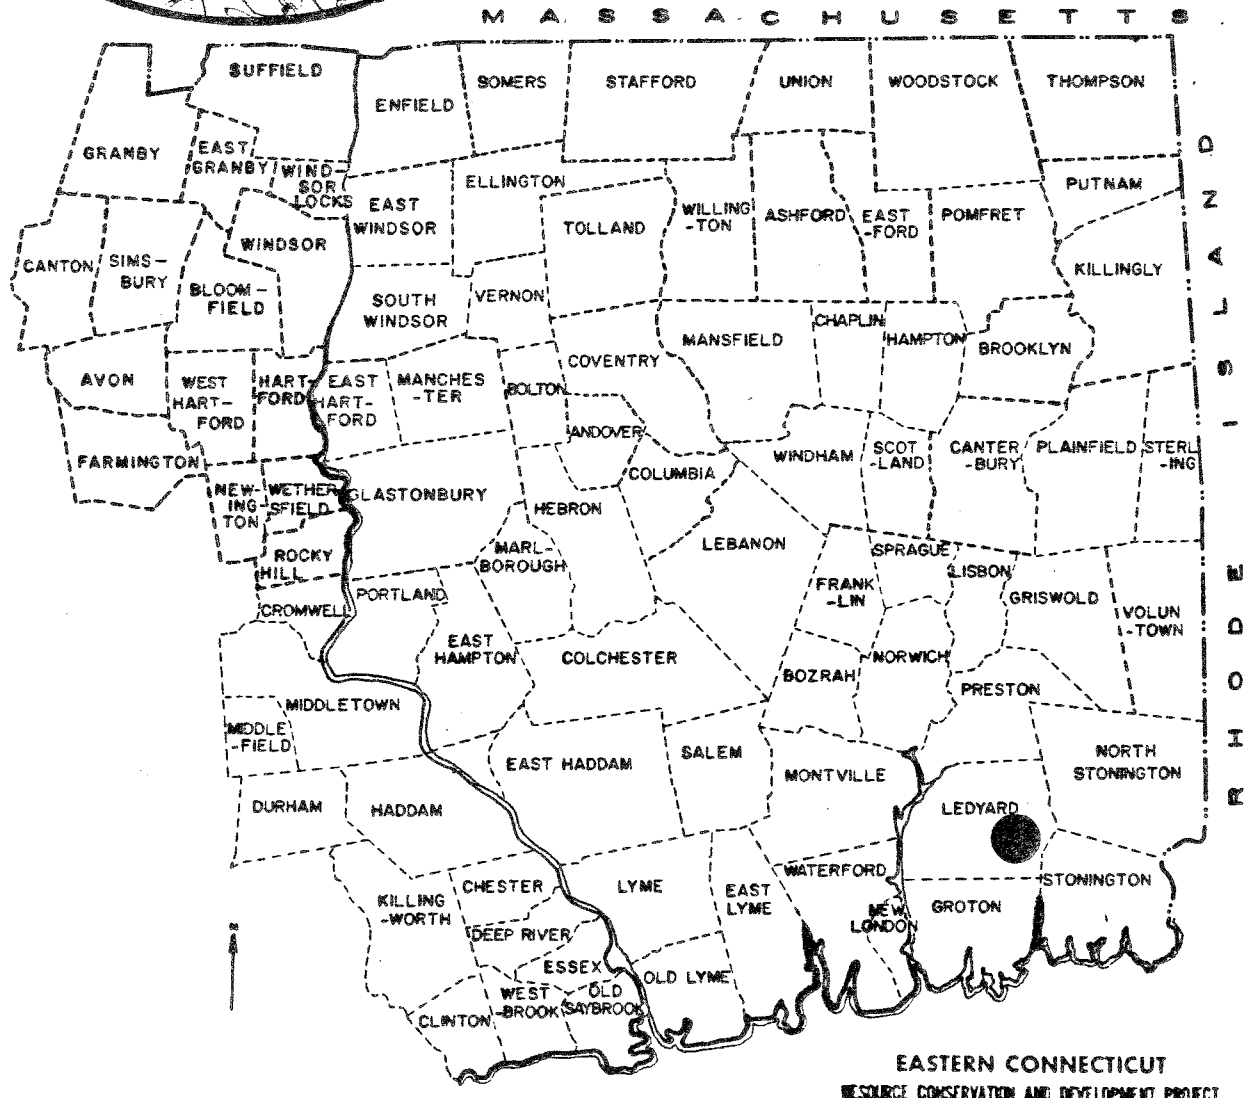 MASSACHUSETTS
SUFFIELD
SOMERS
STAFFORD
UNION
WOODSTOCK
THOMPSON
ENFIELD
GRANBY
EAST
GRANBY
WIND-
SOR
LOCKS
ELLINGTON
PUTNAM
EAST
WINDSOR
TOLLAND
WILLING
-TON
ASHFORD
EAST
-FORD
POMFRET
WINDSOR
CANTON
SIMS-
BURY
BLOOM-
FIELD
KILLINGLY
SOUTH
WINDSOR
VERNON
CHAPLIN
MANSFIELD
HAMPTON
BROOKLYN
COVENTRY
AVON
WEST
HART-
FORD
HART-
FORD
EAST
HART-
FORD
MANCHES
-TER
BOLTON
ANDOVER
FARMINGTON
WINDHAM
SCOT
-LAND
CANTER
-BURY
PLAINFIELD
STERL
-ING
COLUMBIA
NEW-
ING-
TON
WETHER
SFIELD
GLASTONBURY
HEBRON
LEBANON
ROCKY
HILL
MARL-
BOROUGH
SPRAGUE
LISBON
FRANK
-LIN
GRISWOLD
VOLUN
-TOWN
CROMWELL
PORTLAND
EAST
HAMPTON
COLCHESTER
BOZRAH
NORWICH
PRESTON
MIDDLETOWN
MIDDLE
-FIELD
EAST HADDAM
SALEM
MONTVILLE
NORTH
STONINGTON
DURHAM
HADDAM
LEDYARD
KILLING
-WORTH
CHESTER
LYME
EAST
LYME
WATERFORD
STONINGTON
NEW
LONDON
GROTON
DEEP RIVER
ESSEX
OLD LYME
WEST
-BROOK
OLD
SAYBROOK
CLINTON
RHODE ISLAND
EASTERN CONNECTICUT
RESOURCE CONSERVATION AND DEVELOPMENT PROJECT